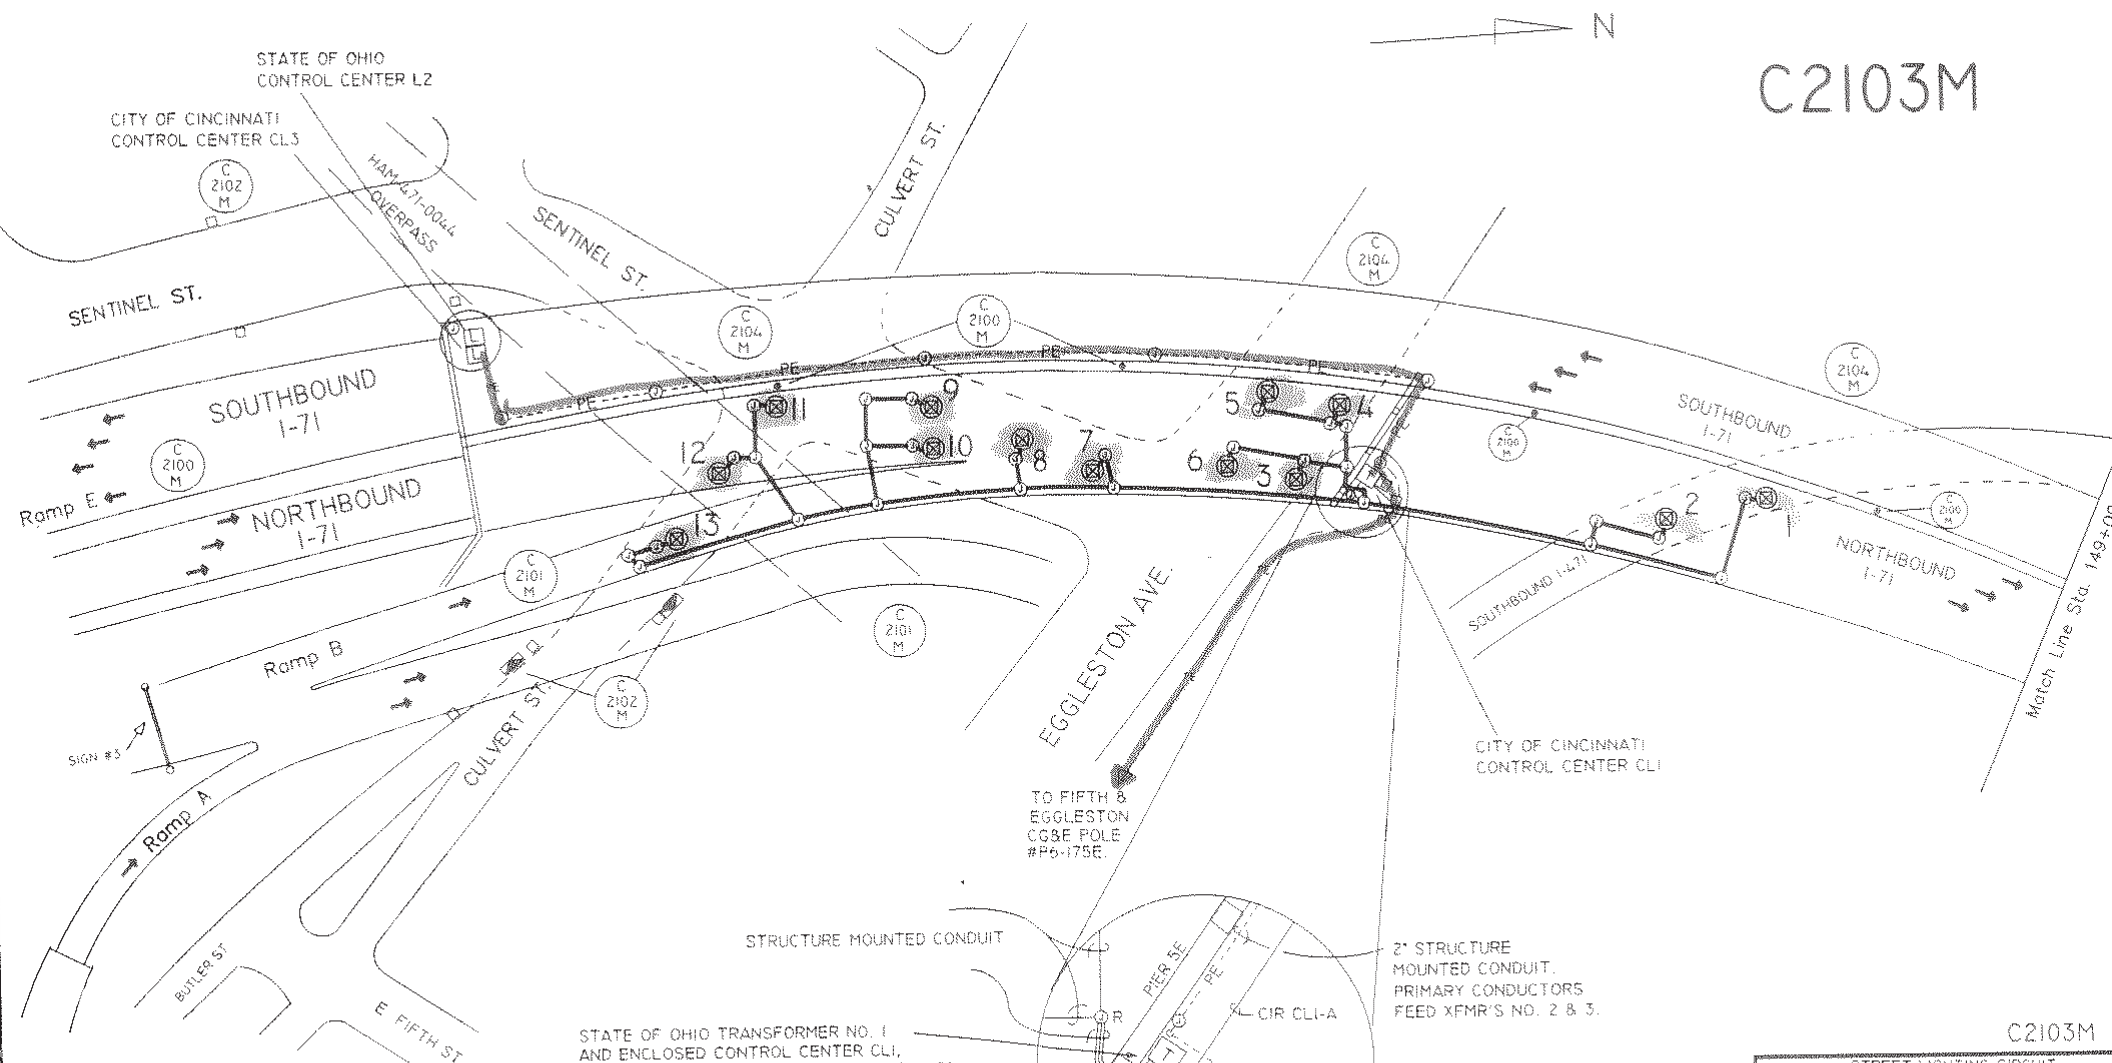 N
C2103M
STATE OF OHIO
CONTROL CENTER L2
CITY OF CINCINNATI
CONTROL CENTER CL3
C
2102
M
HAM-471-0044
OVERPASS
SENTINEL ST.
CULVERT ST.
SENTINEL ST.
C
2104
M
C
2100
M
C
2104
M
C
2104
M
SOUTHBOUND
I-71
PE
PE
PE
PE
9
11
10
12
13
8
7
5
4
6
3
2
1
C
2100
M
Ramp E
NORTHBOUND
I-71
SOUTHBOUND
I-71
NORTHBOUND
I-71
SOUTHBOUND I-471
Match Line Sta. 149+00
C
2101
M
C
2101
M
C
2102
M
Ramp B
SIGN #3
CULVERT ST.
EGGLESTON AVE.
Ramp A
CITY OF CINCINNATI
CONTROL CENTER CL1
TO FIFTH &
EGGLESTON
CG&E POLE
#P6-175E.
BUTLER ST
E FIFTH ST
STRUCTURE MOUNTED CONDUIT
PIER 5E
PE
R
CIR CL1-A
2" STRUCTURE
MOUNTED CONDUIT.
PRIMARY CONDUCTORS
FEED XFMR'S NO. 2 & 3.
STATE OF OHIO TRANSFORMER NO. 1
AND ENCLOSED CONTROL CENTER CL1,
C2103M
STREET LIGHTING CIRCUIT